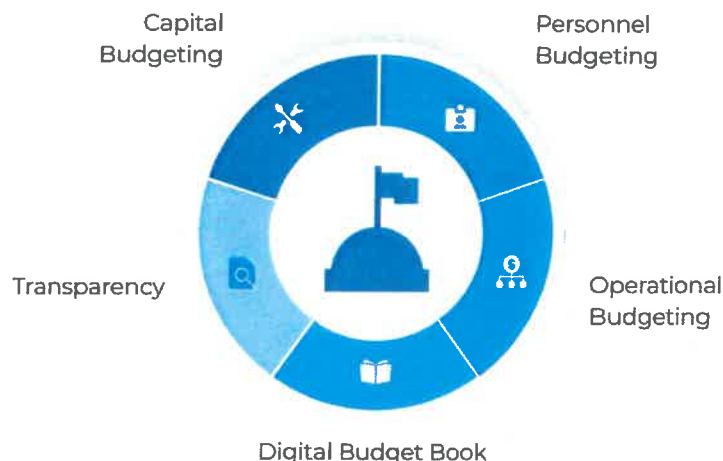 Capital
Budgeting
Personnel
Budgeting
Transparency
Operational
Budgeting
Digital Budget Book